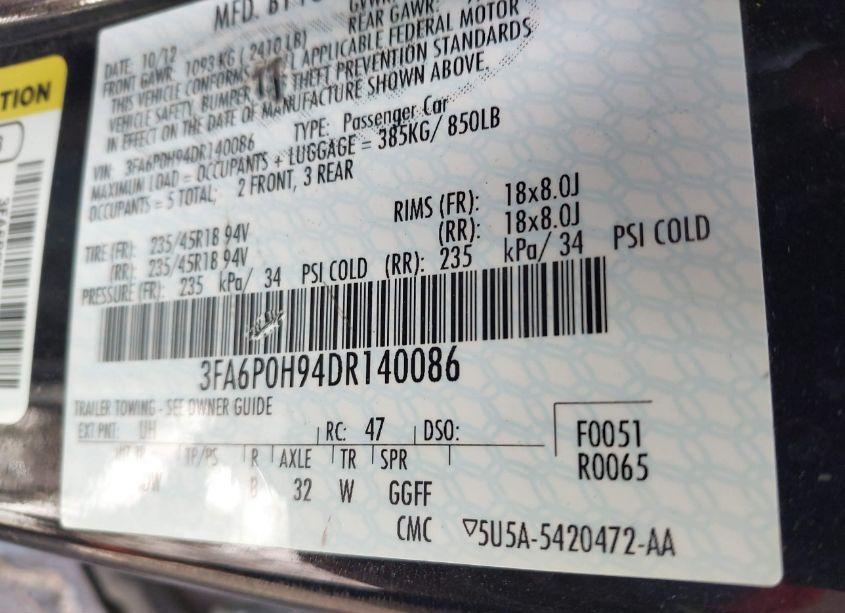 MFD. BY
REAR GAWR:
DATE: 10/12
FRONT GAWR: 1093 KG ( 2410 LB)
THIS VEHICLE CONFORMS APPLICABLE FEDERAL MOTOR
VEHICLE SAFETY, BUMPER THEFT PREVENTION STANDARDS
IN EFFECT ON THE DATE OF MANUFACTURE SHOWN ABOVE.
VIN: 3FA6P0H94DR140086 TYPE: Passenger Car
MAXIMUM LOAD = OCCUPANTS + LUGGAGE = 385KG/ 850LB
OCCUPANTS = 5 TOTAL; 2 FRONT, 3 REAR
TIRE (FR): 235/45R18 94V RIMS (FR): 18x8.0J
(RR): 235/45R18 94V (RR): 18x8.0J
PRESSURE (FR): 235 kPa/ 34 PSI COLD (RR): 235 kPa/ 34 PSI COLD
3FA6P0H94DR140086
TRAILER TOWING - SEE OWNER GUIDE
EXT PNT: UH RC: 47 DSO: F0051
TP/PS R AXLE TR SPR R0065
B 32 W GGFF
CMC ▽5U5A-5420472-AA